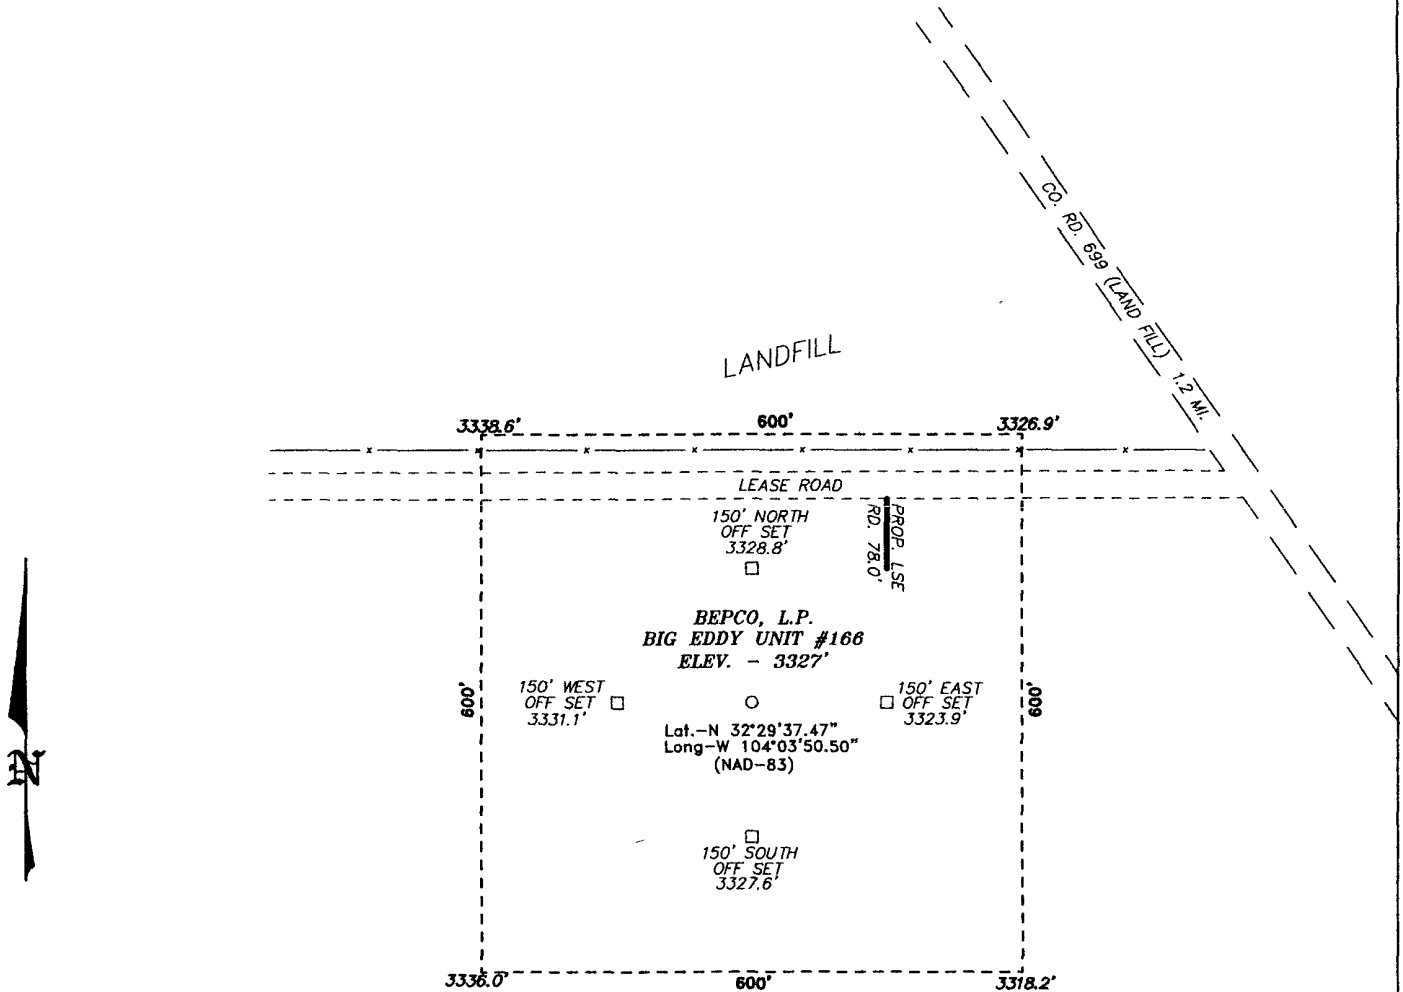 CO. RD. 699 (LAND FILL) 1.2 MI.
LANDFILL
3338.6'
600'
3326.9'
LEASE ROAD
150' NORTH
OFF SET
3328.8'
PROP. LSE
RD. 78.0'
BEPCO, L.P.
BIG EDDY UNIT #166
ELEV. - 3327'
600'
150' WEST
OFF SET
3331.1'
150' EAST
OFF SET
3323.9'
600'
Lat.-N 32°29'37.47"
Long-W 104°03'50.50"
(NAD-83)
N
150' SOUTH
OFF SET
3327.6'
3336.0'
600'
3318.2'